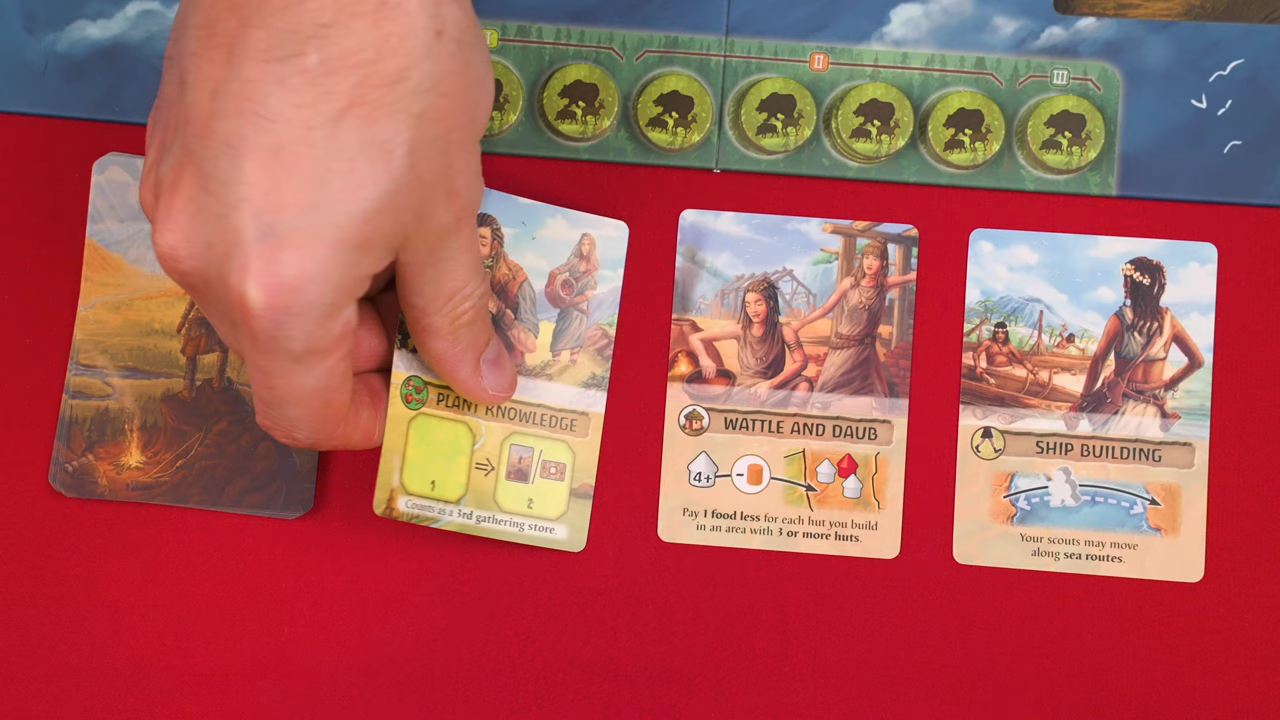 I
II
III
PLANT KNOWLEDGE
1
2
Counts as a 3rd gathering store.
WATTLE AND DAUB
4+
-
Pay 1 food less for each hut you build
in an area with 3 or more huts.
SHIP BUILDING
Your scouts may move
along sea routes.